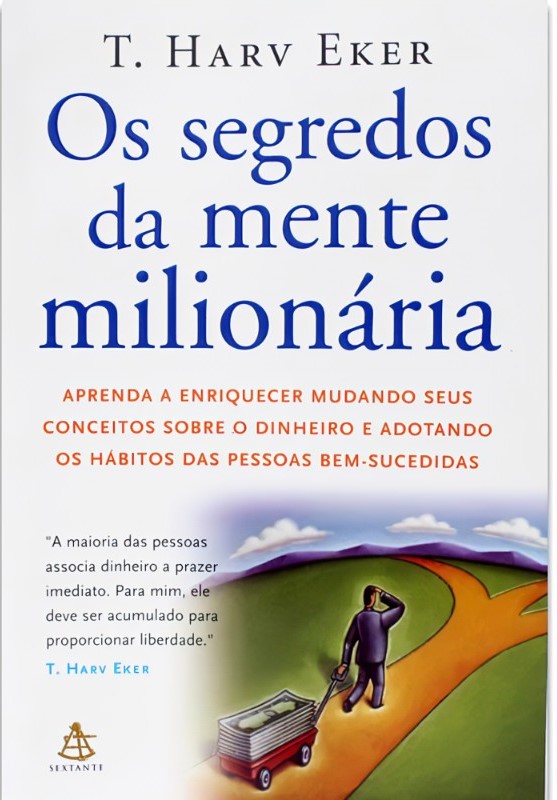 T. HARV EKER
Os segredos
da mente
milionária
APRENDA A ENRIQUECER MUDANDO SEUS
CONCEITOS SOBRE O DINHEIRO E ADOTANDO
OS HÁBITOS DAS PESSOAS BEM-SUCEDIDAS
“A maioria das pessoas
associa dinheiro a prazer
imediato. Para mim, ele
deve ser acumulado para
proporcionar liberdade.”
T. HARV EKER
SEXTANTE